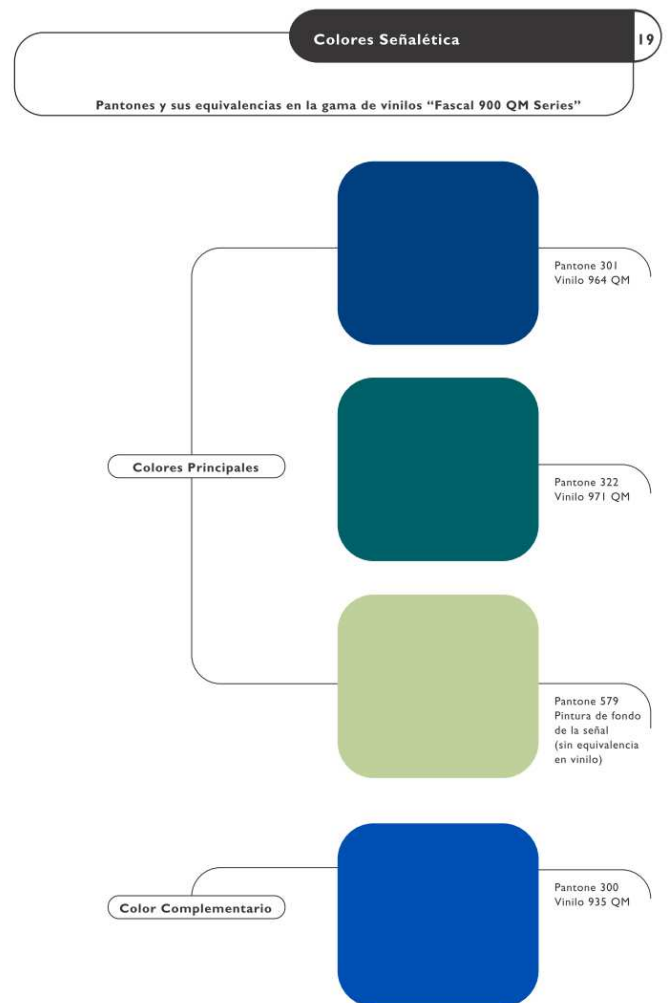 Colores Señalética
19
Pantones y sus equivalencias en la gama de vinilos “Fascal 900 QM Series”
Pantone 301
Vinilo 964 QM
Colores Principales
Pantone 322
Vinilo 971 QM
Pantone 579
Pintura de fondo
de la señal
(sin equivalencia
en vinilo)
Color Complementario
Pantone 300
Vinilo 935 QM